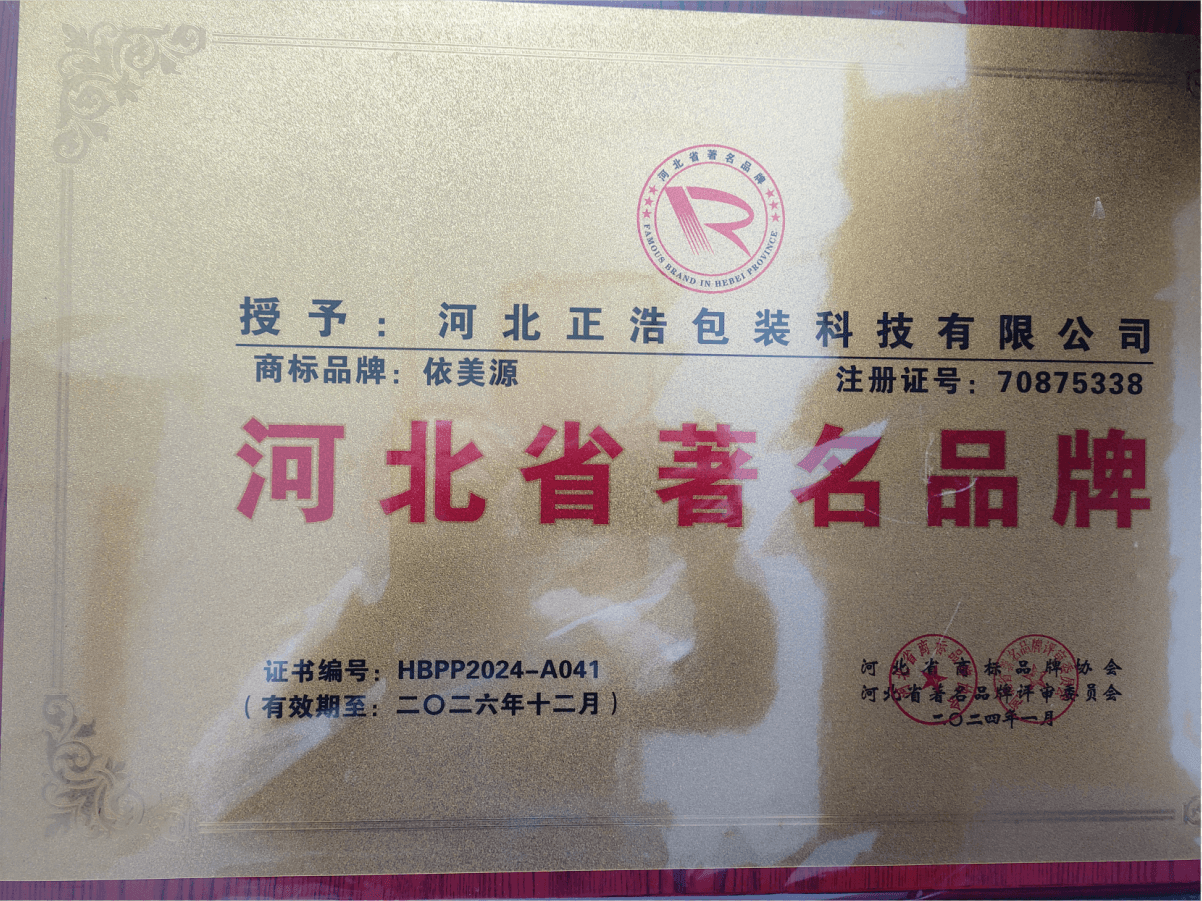 河北省著名品牌
FAMOUS BRAND IN HEBEI PROVINCE
授予：河北正浩包装科技有限公司
商标品牌：依美源 注册证号：70875338
河北省著名品牌
证书编号：HBPP2024-A041
（有效期至：二〇二六年十二月）
河北省商标品牌协会
河北省著名品牌评审委员会
二〇二四年一月